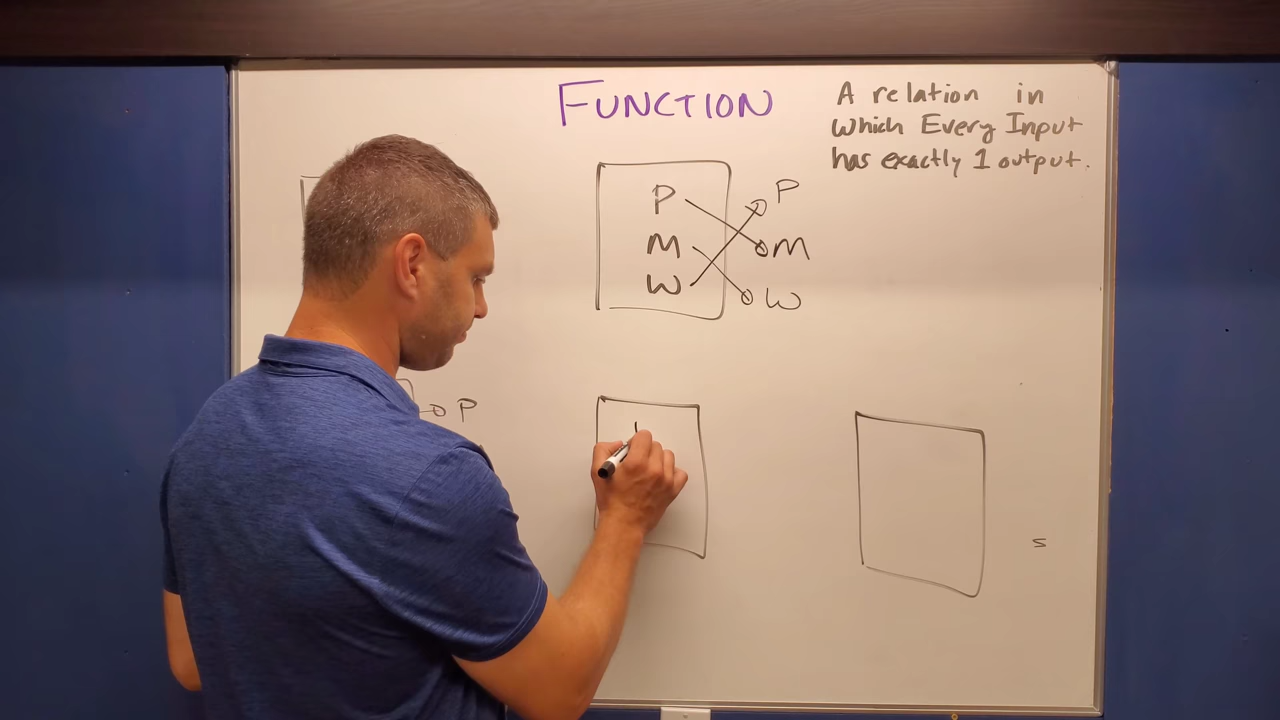 FUNCTION
A relation in
which Every Input
has exactly 1 output.
P P
M M
W W
P
s